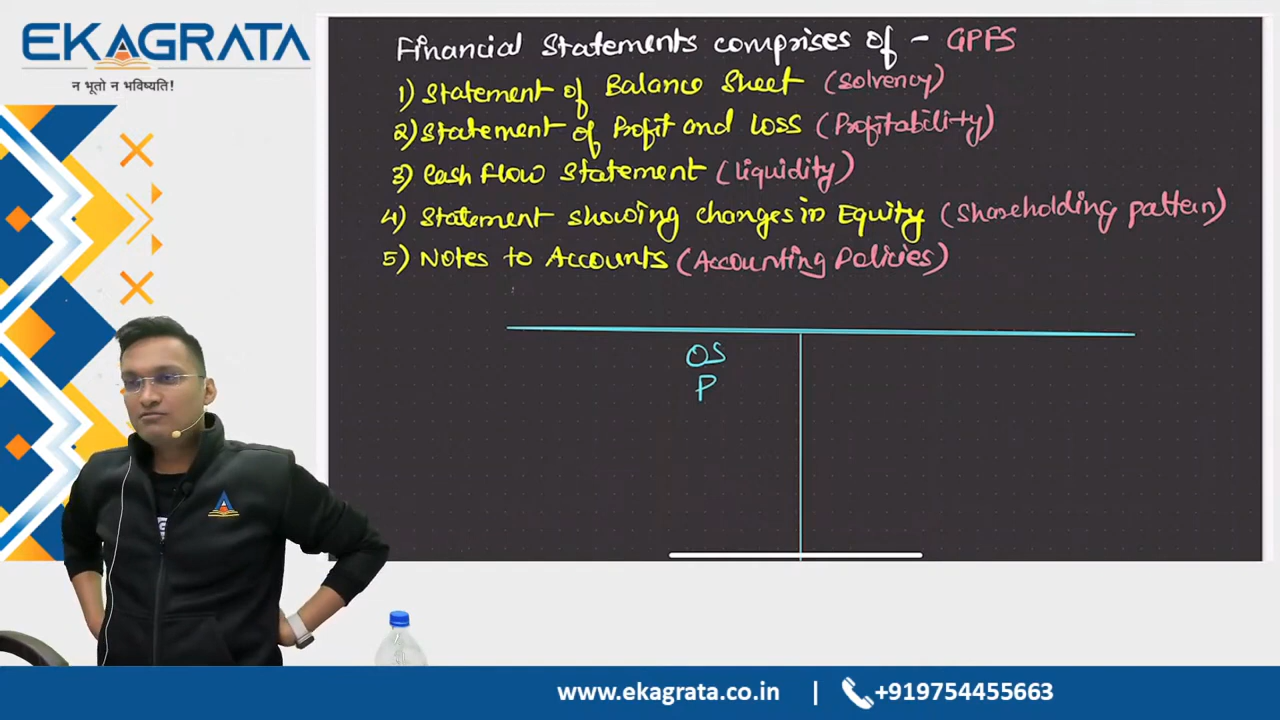 EKAGRATA
न भूतो न भविष्यति!
Financial Statements comprises of - GPFS
1) Statement of Balance Sheet (Solvency)
2) Statement of Profit and Loss (Profitability)
3) Cash Flow Statement (Liquidity)
4) Statement showing changes in Equity (Shareholding pattern)
5) Notes to Accounts (Accounting Policies)
OS
P
www.ekagrata.co.in | +919754455663